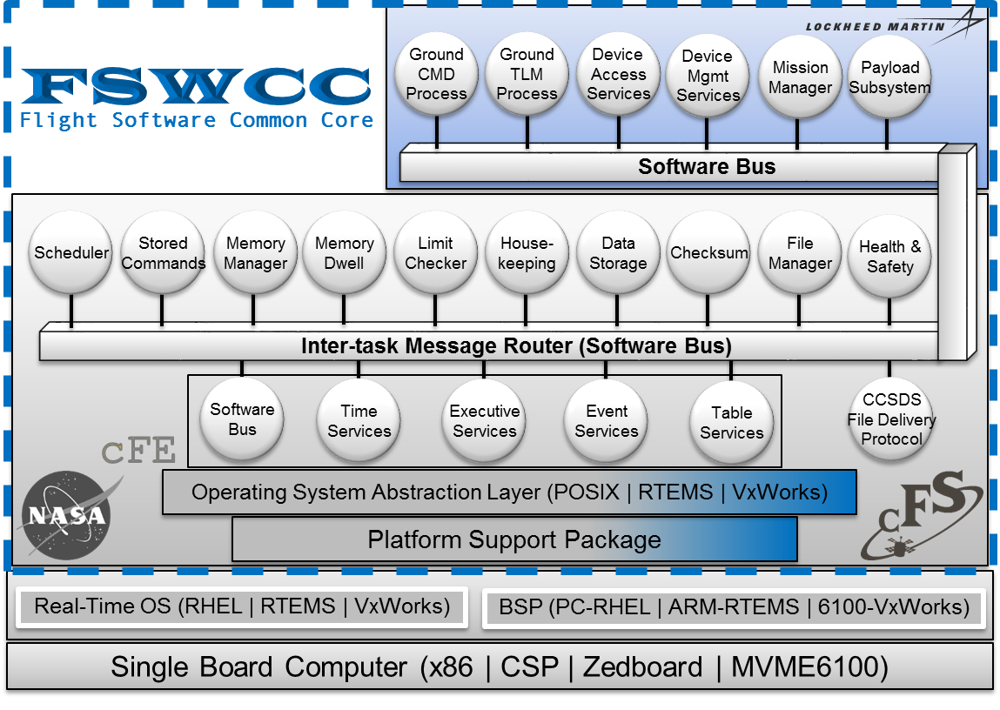 LOCKHEED MARTIN
FSWCC
Flight Software Common Core
Ground
CMD
Process
Ground
TLM
Process
Device
Access
Services
Device
Mgmt
Services
Mission
Manager
Payload
Subsystem
Software Bus
Scheduler
Stored
Commands
Memory
Manager
Memory
Dwell
Limit
Checker
House-
keeping
Data
Storage
Checksum
File
Manager
Health &
Safety
Inter-task Message Router (Software Bus)
Software
Bus
Time
Services
Executive
Services
Event
Services
Table
Services
CCSDS
File Delivery
Protocol
cFE
NASA
Operating System Abstraction Layer (POSIX | RTEMS | VxWorks)
cFS
Platform Support Package
Real-Time OS (RHEL | RTEMS | VxWorks)
BSP (PC-RHEL | ARM-RTEMS | 6100-VxWorks)
Single Board Computer (x86 | CSP | Zedboard | MVME6100)